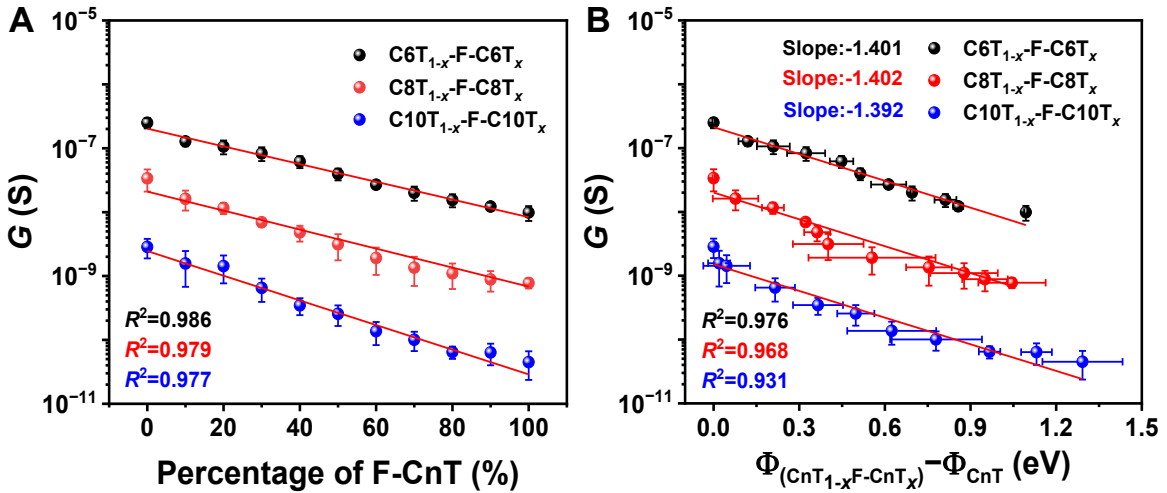 A
10⁻⁵
10⁻⁷
10⁻⁹
10⁻¹¹
G (S)
C6T₁₋ₓ-F-C6Tₓ
C8T₁₋ₓ-F-C8Tₓ
C10T₁₋ₓ-F-C10Tₓ
R²=0.986
R²=0.979
R²=0.977
0 20 40 60 80 100
Percentage of F-CnT (%)
B
10⁻⁵
10⁻⁷
10⁻⁹
10⁻¹¹
G (S)
Slope:-1.401 C6T₁₋ₓ-F-C6Tₓ
Slope:-1.402 C8T₁₋ₓ-F-C8Tₓ
Slope:-1.392 C10T₁₋ₓ-F-C10Tₓ
R²=0.976
R²=0.968
R²=0.931
0.0 0.3 0.6 0.9 1.2 1.5
Φ(CnT₁₋ₓF-CnTₓ)−ΦCnT (eV)